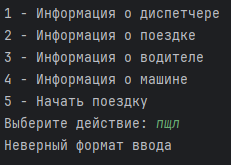 1 - Информация о диспетчере
2 - Информация о поездке
3 - Информация о водителе
4 - Информация о машине
5 - Начать поездку
Выберите действие: пщл
Неверный формат ввода